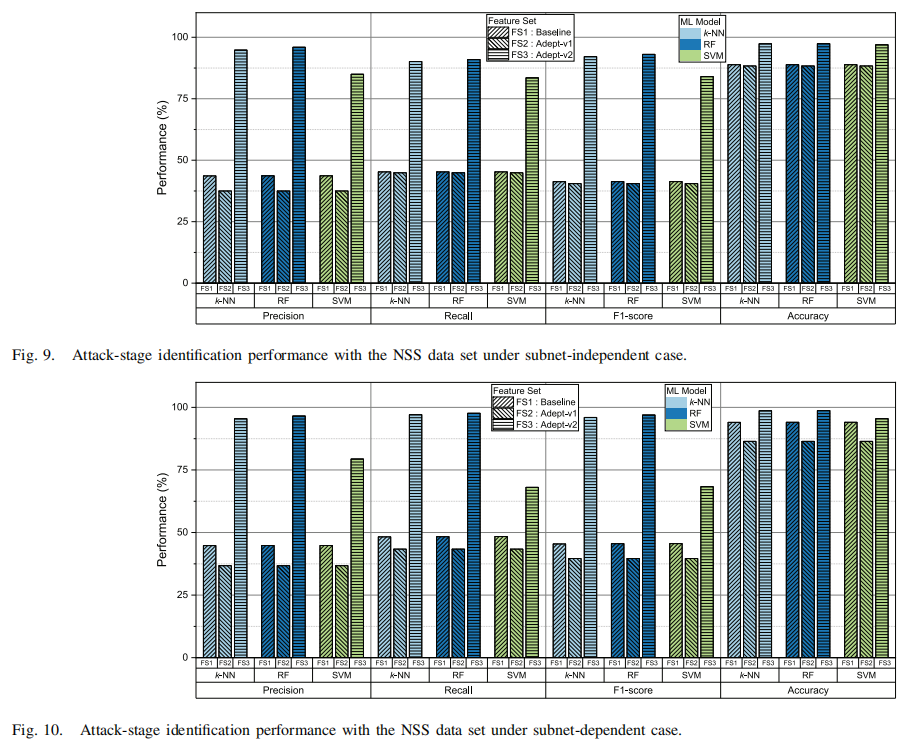 Feature Set
FS1 : Baseline
FS2 : Adept-v1
FS3 : Adept-v2
ML Model
k-NN
RF
SVM
Performance (%)
100
75
50
25
0
FS1 FS2 FS3 FS1 FS2 FS3 FS1 FS2 FS3 FS1 FS2 FS3 FS1 FS2 FS3 FS1 FS2 FS3 FS1 FS2 FS3 FS1 FS2 FS3 FS1 FS2 FS3 FS1 FS2 FS3 FS1 FS2 FS3 FS1 FS2 FS3
k-NN RF SVM k-NN RF SVM k-NN RF SVM k-NN RF SVM
Precision Recall F1-score Accuracy
Fig. 9. Attack-stage identification performance with the NSS data set under subnet-independent case.
Feature Set
FS1 : Baseline
FS2 : Adept-v1
FS3 : Adept-v2
ML Model
k-NN
RF
SVM
Performance (%)
100
75
50
25
0
FS1 FS2 FS3 FS1 FS2 FS3 FS1 FS2 FS3 FS1 FS2 FS3 FS1 FS2 FS3 FS1 FS2 FS3 FS1 FS2 FS3 FS1 FS2 FS3 FS1 FS2 FS3 FS1 FS2 FS3 FS1 FS2 FS3 FS1 FS2 FS3
k-NN RF SVM k-NN RF SVM k-NN RF SVM k-NN RF SVM
Precision Recall F1-score Accuracy
Fig. 10. Attack-stage identification performance with the NSS data set under subnet-dependent case.